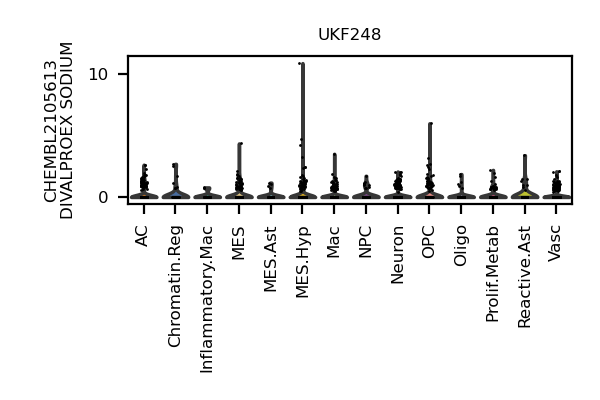 UKF248
CHEMBL2105613
DIVALPROEX SODIUM
10
0
AC
Chromatin.Reg
Inflammatory.Mac
MES
MES.Ast
MES.Hyp
Mac
NPC
Neuron
OPC
Oligo
Prolif.Metab
Reactive.Ast
Vasc